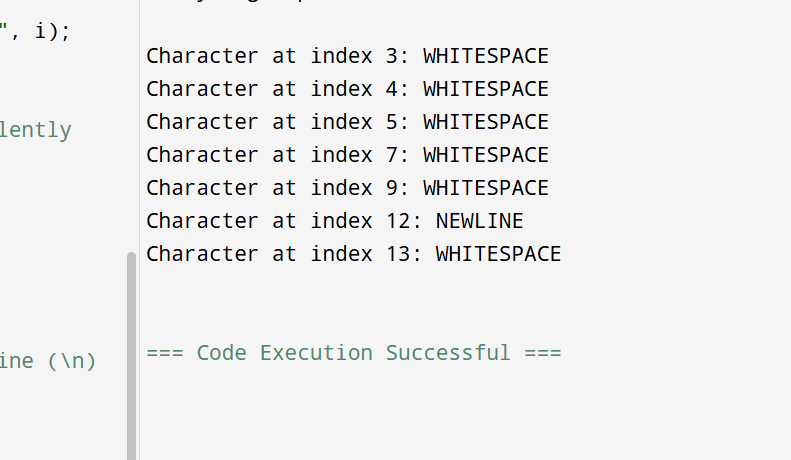 ", i);
Character at index 3: WHITESPACE
Character at index 4: WHITESPACE
Character at index 5: WHITESPACE
lently
Character at index 7: WHITESPACE
Character at index 9: WHITESPACE
Character at index 12: NEWLINE
Character at index 13: WHITESPACE
=== Code Execution Successful ===
ine (\n)